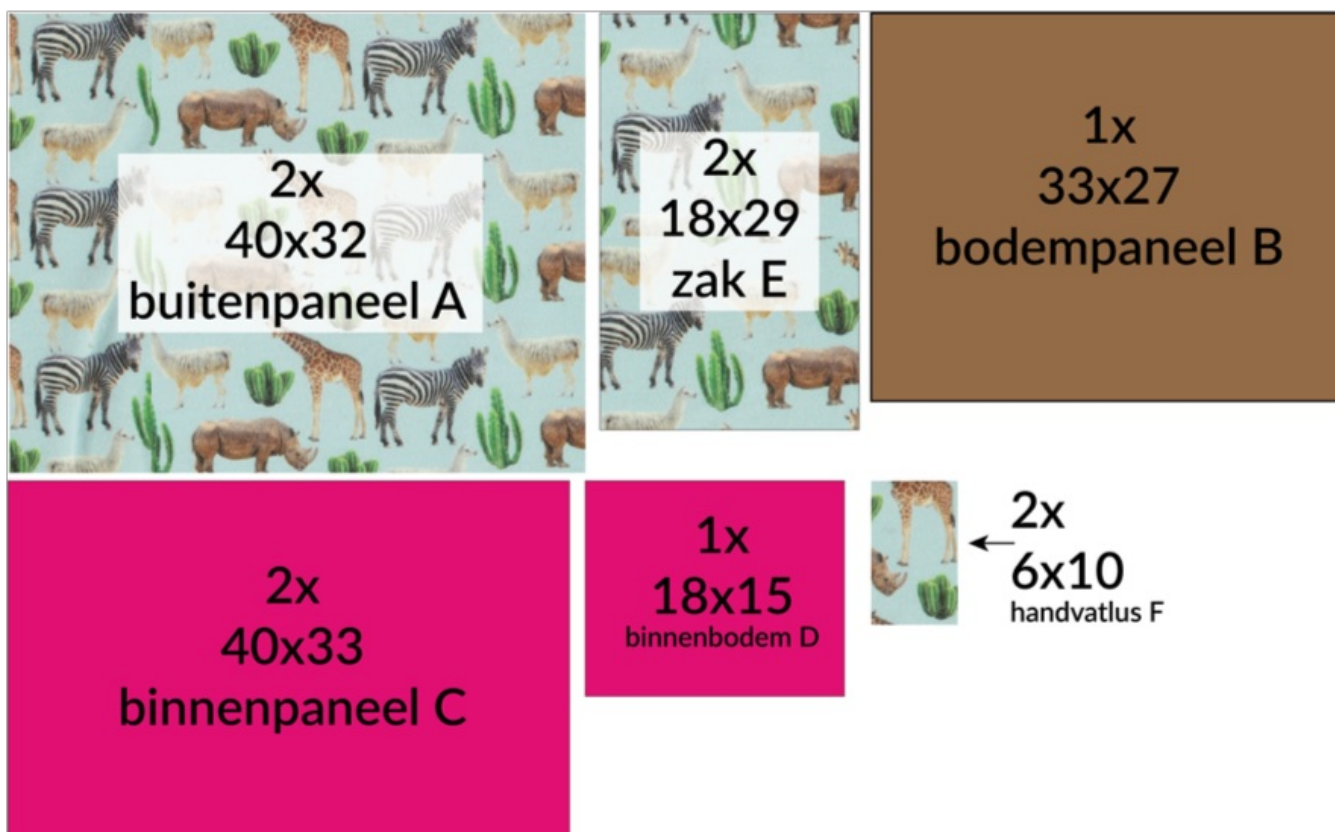 2x
40x32
buitenpaneel A
2x
18x29
zak E
1x
33x27
bodempaneel B
2x
40x33
binnenpaneel C
1x
18x15
binnenbodem D
2x
6x10
handvatlus F